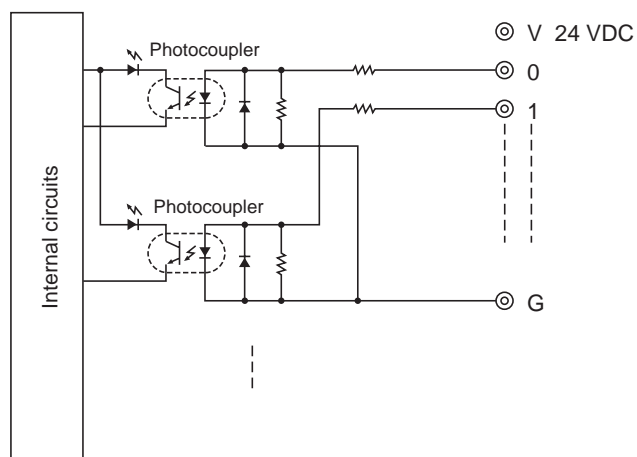 Photocoupler
V 24 VDC
0
1
Photocoupler
Internal circuits
G